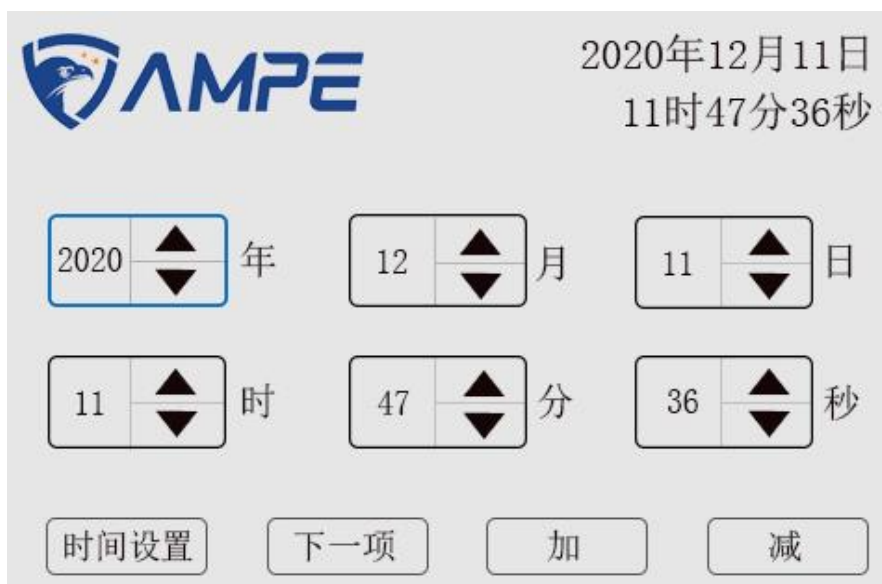 AMPE
2020年12月11日
11时47分36秒
2020 年 12 月 11 日
11 时 47 分 36 秒
时间设置 下一项 加 减